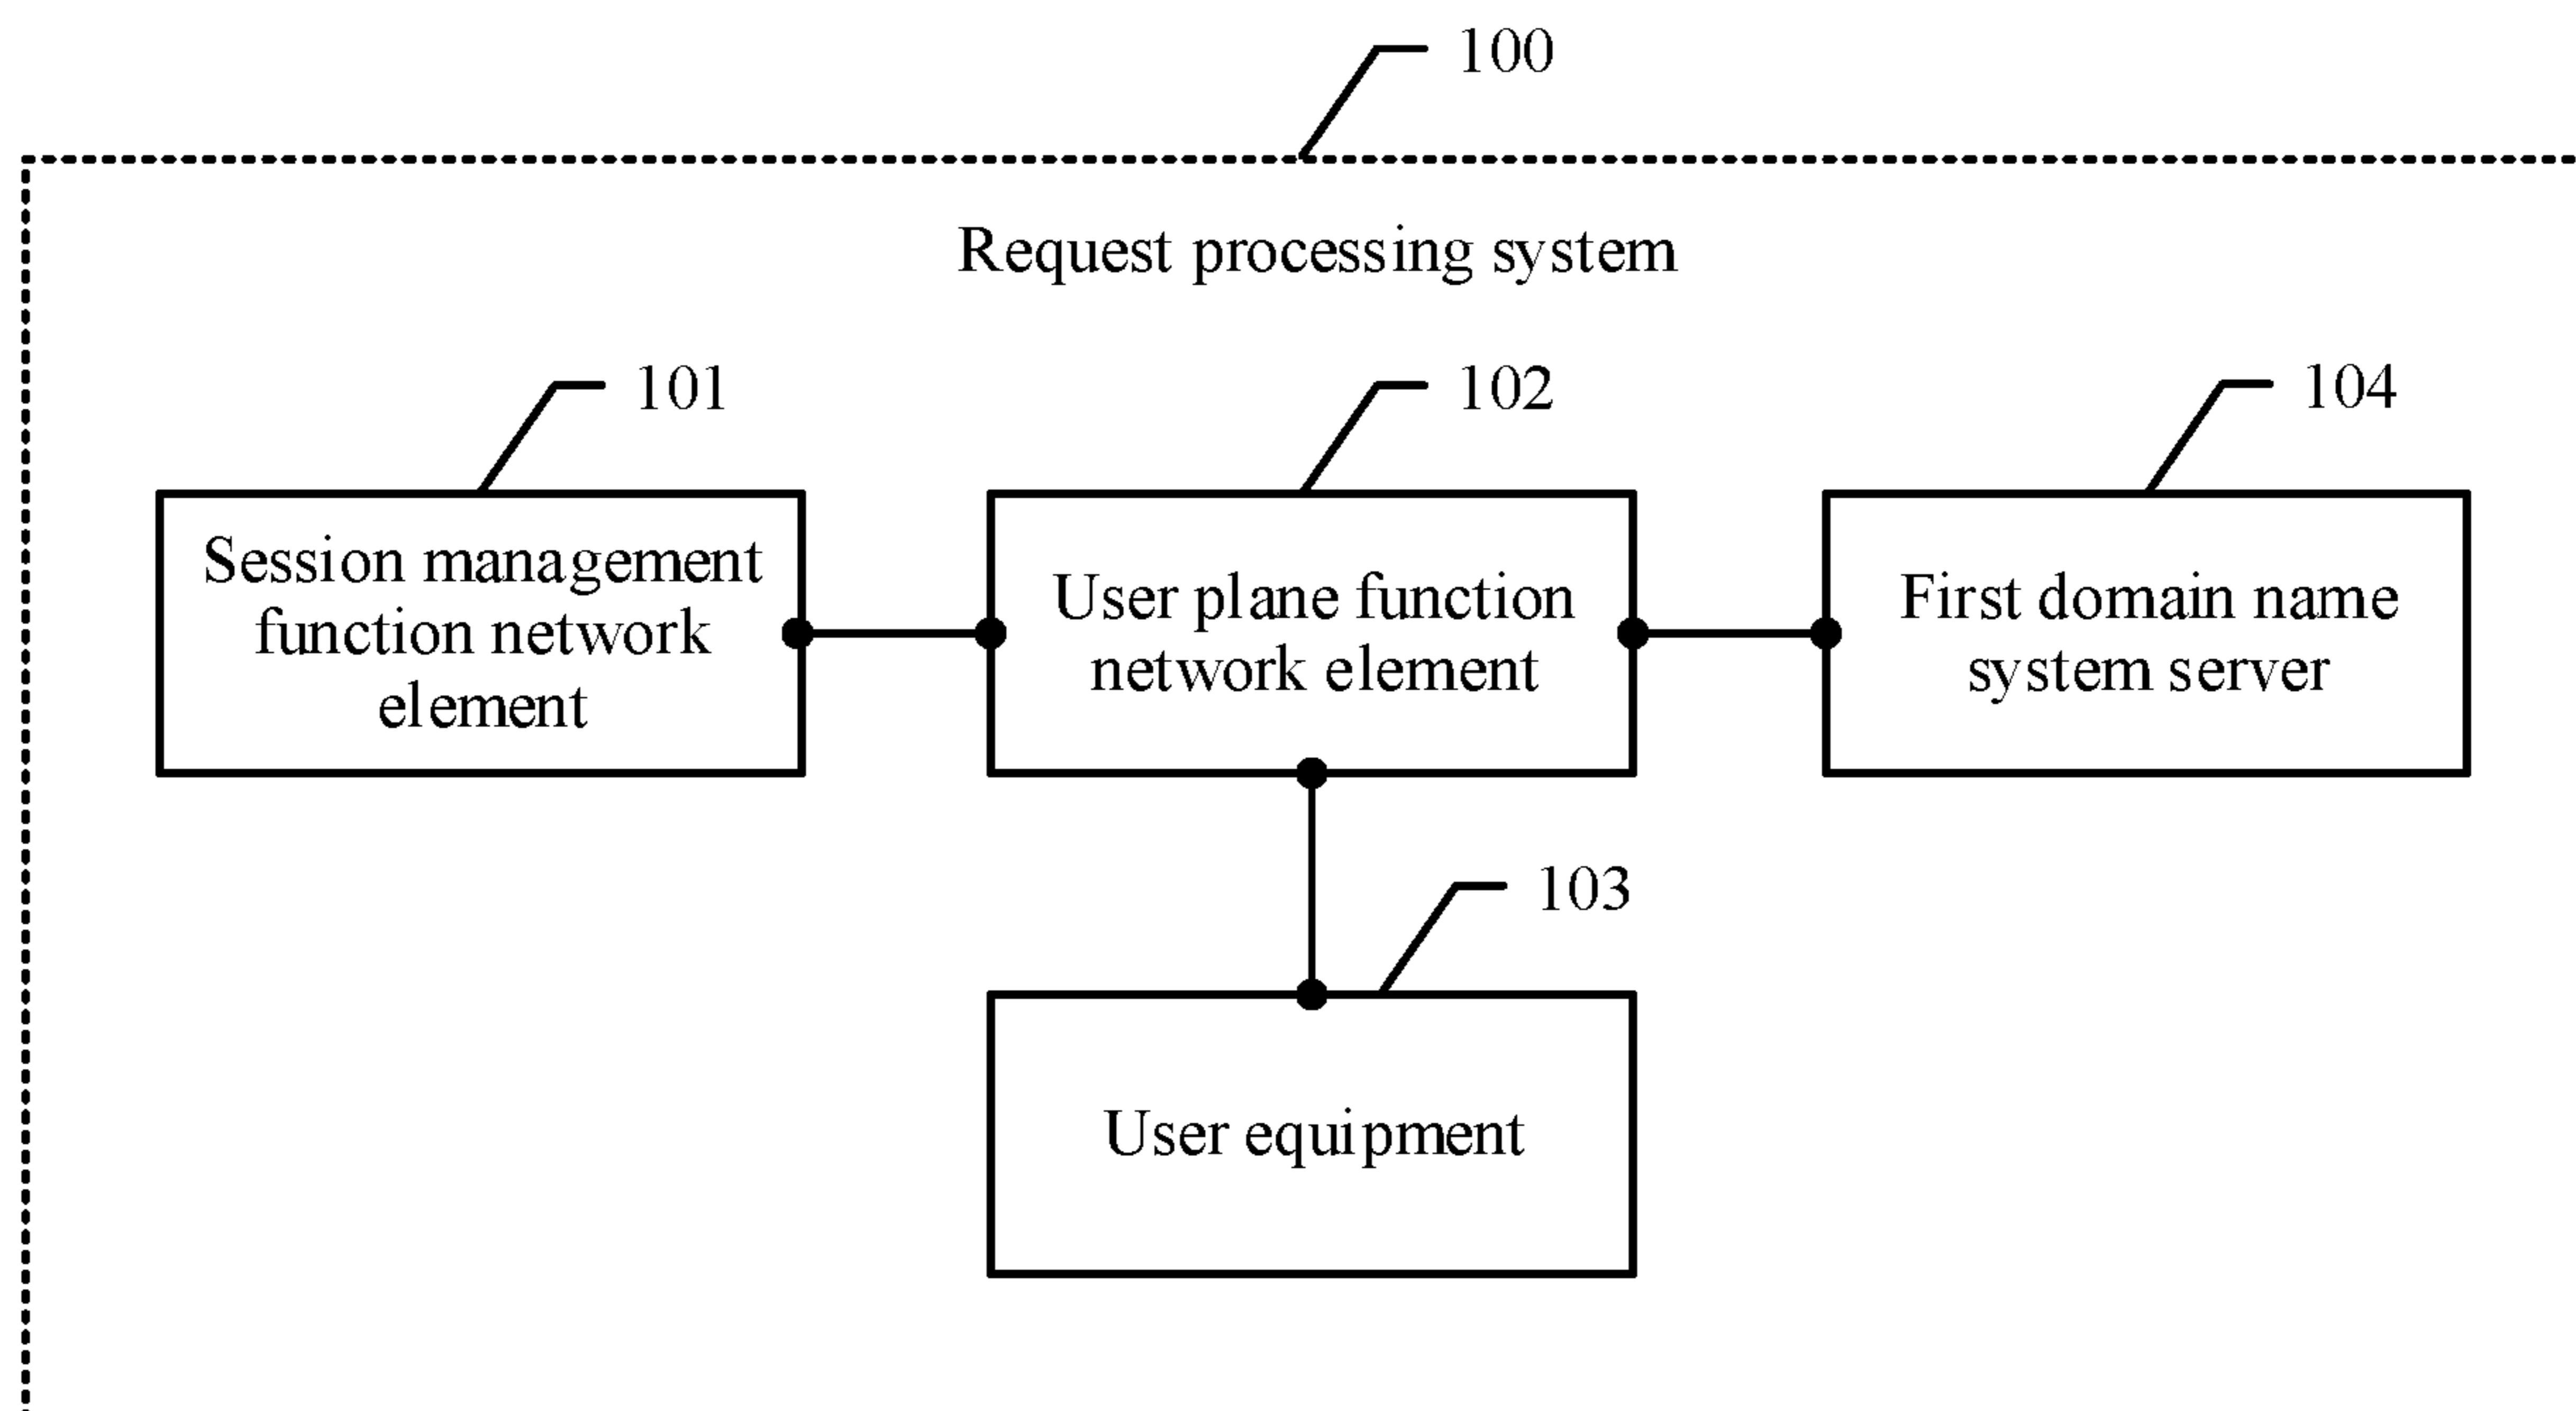 100
Request processing system
101
102
104
Session management
function network
element
User plane function
network element
First domain name
system server
103
User equipment